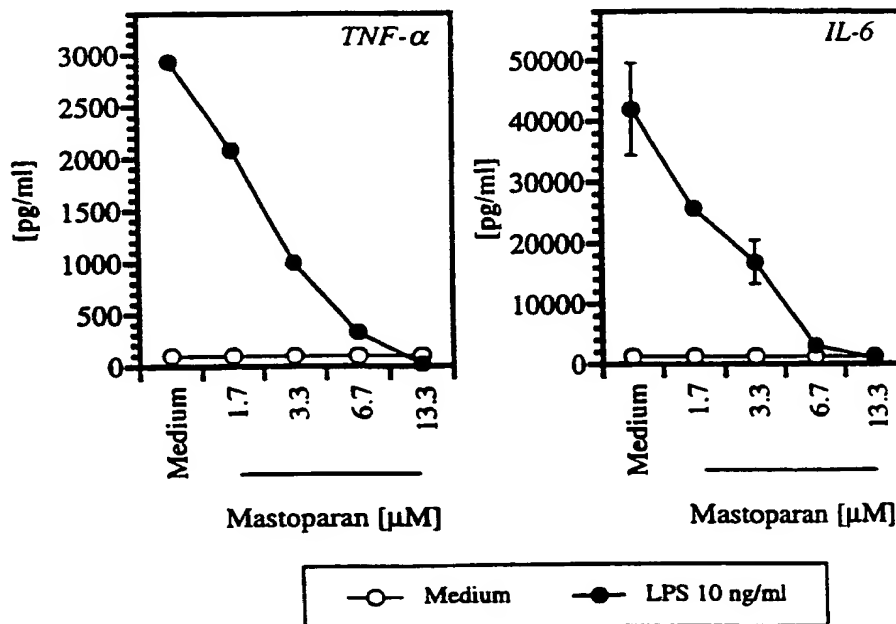 TNF-α
[pg/ml]
3000
2500
2000
1500
1000
500
0
Medium
1.7
3.3
6.7
13.3
Mastoparan [μM]
IL-6
[pg/ml]
50000
40000
30000
20000
10000
0
Medium
1.7
3.3
6.7
13.3
Mastoparan [μM]
Medium
LPS 10 ng/ml